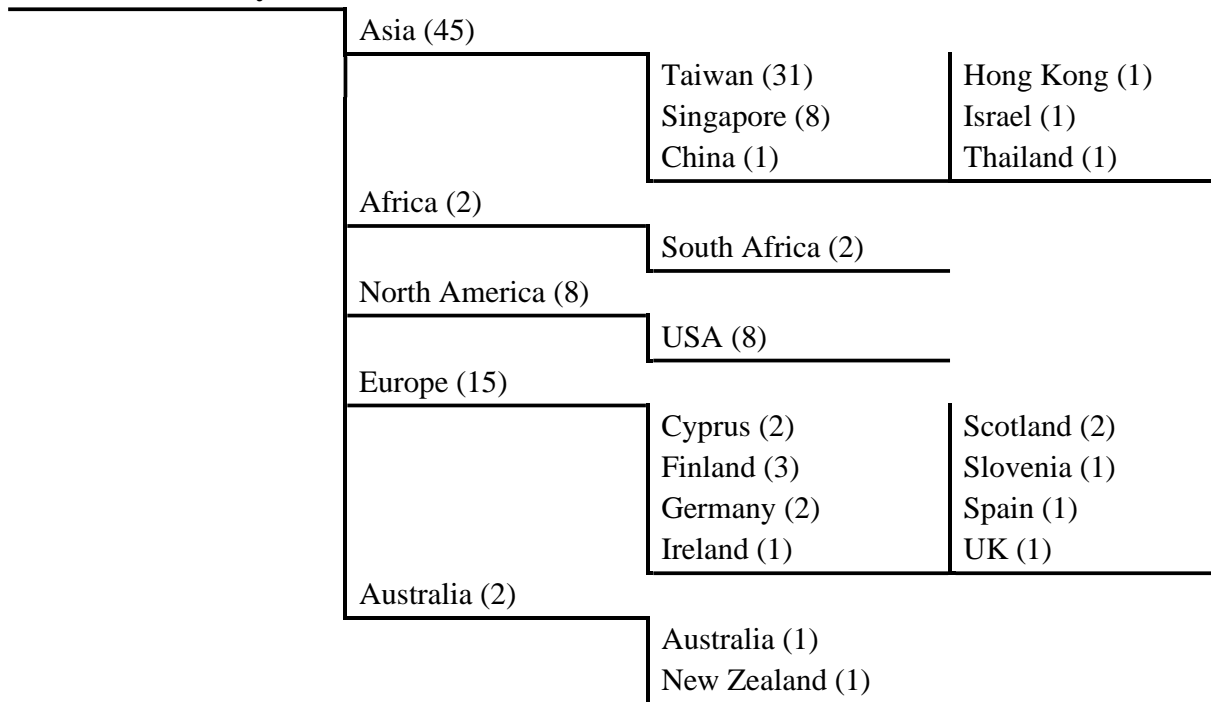 Asia (45)
Taiwan (31) Hong Kong (1)
Singapore (8) Israel (1)
China (1) Thailand (1)
Africa (2)
South Africa (2)
North America (8)
USA (8)
Europe (15)
Cyprus (2) Scotland (2)
Finland (3) Slovenia (1)
Germany (2) Spain (1)
Ireland (1) UK (1)
Australia (2)
Australia (1)
New Zealand (1)